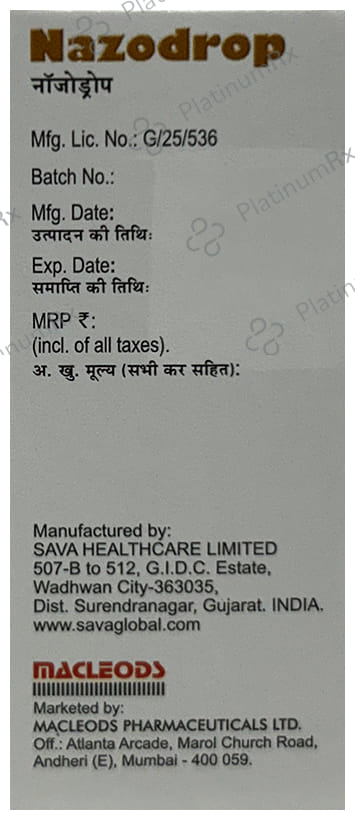 Nazodrop
नॉजोड्रोप
Mfg. Lic. No.: G/25/536
Batch No.:
Mfg. Date:
उत्पादन की तिथिः
Exp. Date:
समाप्ति की तिथिः
MRP ₹:
(incl. of all taxes).
अ. खु. मूल्य (सभी कर सहित):
Manufactured by:
SAVA HEALTHCARE LIMITED
507-B to 512, G.I.D.C. Estate,
Wadhwan City-363035,
Dist. Surendranagar, Gujarat. INDIA.
www.savaglobal.com
MACLEODS
Marketed by:
MACLEODS PHARMACEUTICALS LTD.
Off.: Atlanta Arcade, Marol Church Road,
Andheri (E), Mumbai - 400 059.
PlatinumRx
PlatinumRx